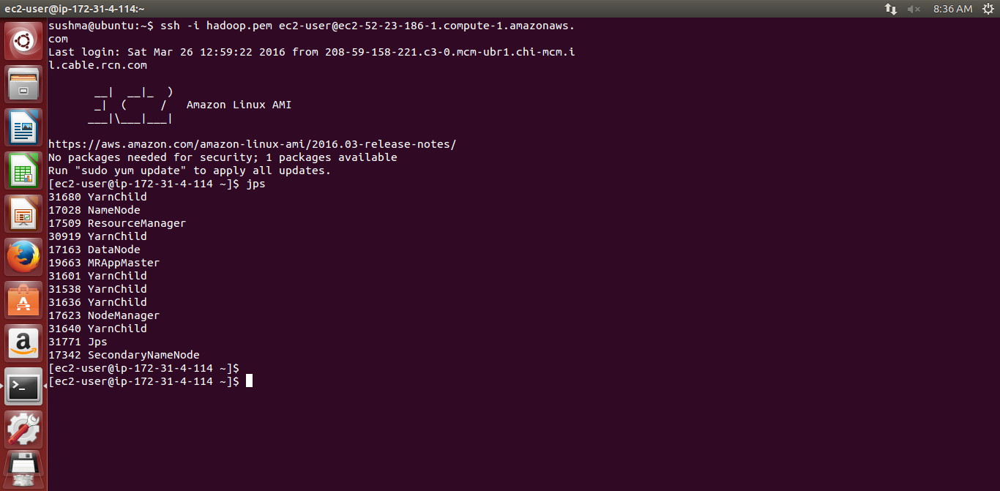 ec2-user@ip-172-31-4-114:~
8:36 AM
sushma@ubuntu:~$ ssh -i hadoop.pem ec2-user@ec2-52-23-186-1.compute-1.amazonaws.
com
Last login: Sat Mar 26 12:59:22 2016 from 208-59-158-221.c3-0.mcm-ubr1.chi-mcm.i
l.cable.rcn.com
       __|  __|_  )
       _|  (     /   Amazon Linux AMI
      ___|\___|___|
https://aws.amazon.com/amazon-linux-ami/2016.03-release-notes/
No packages needed for security; 1 packages available
Run "sudo yum update" to apply all updates.
[ec2-user@ip-172-31-4-114 ~]$ jps
31680 YarnChild
17028 NameNode
17509 ResourceManager
30919 YarnChild
17163 DataNode
19663 MRAppMaster
31601 YarnChild
31538 YarnChild
31636 YarnChild
17623 NodeManager
31640 YarnChild
31771 Jps
17342 SecondaryNameNode
[ec2-user@ip-172-31-4-114 ~]$
[ec2-user@ip-172-31-4-114 ~]$